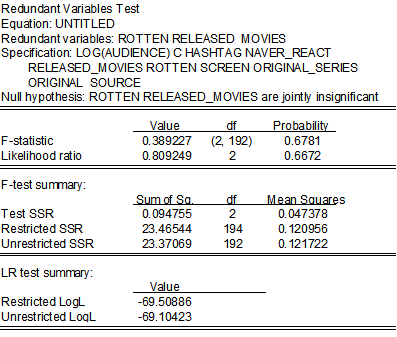 Redundant Variables Test
Equation: UNTITLED
Redundant variables: ROTTEN RELEASED_MOVIES
Specification: LOG(AUDIENCE) C HASHTAG NAVER_REACT
RELEASED_MOVIES ROTTEN SCREEN ORIGINAL_SERIES
ORIGINAL_SOURCE
Null hypothesis: ROTTEN RELEASED_MOVIES are jointly insignificant
Value df Probability
F-statistic 0.389227 (2, 192) 0.6781
Likelihood ratio 0.809249 2 0.6672
F-test summary:
Sum of Sq. df Mean Squares
Test SSR 0.094755 2 0.047378
Restricted SSR 23.46544 194 0.120956
Unrestricted SSR 23.37069 192 0.121722
LR test summary:
Value
Restricted LogL -69.50886
Unrestricted LogL -69.10423